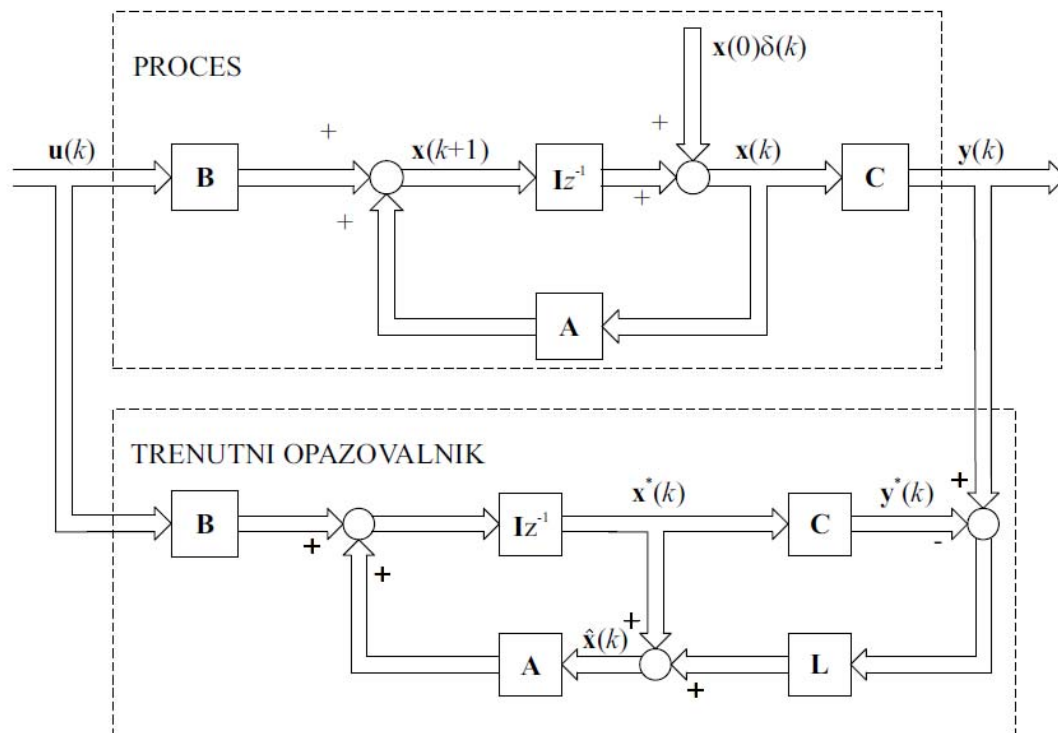 PROCES
x(0)δ(k)
+
+
u(k)
x(k+1)
x(k)
y(k)
B
Iz⁻¹
C
+
+
A
TRENUTNI OPAZOVALNIK
x*(k)
y*(k)
+
B
Iz⁻¹
C
+
-
+
+
x̂(k)
A
L
+